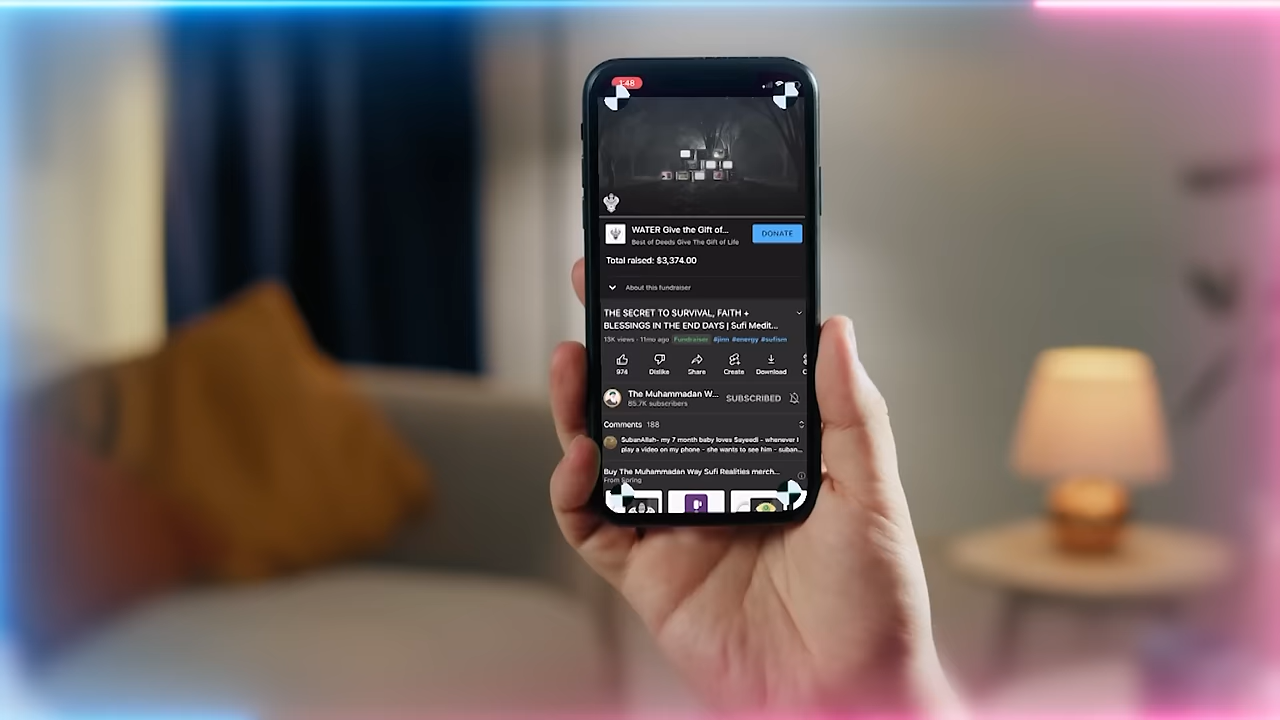 1:48
WATER Give the Gift of...
Best of Deeds Give The Gift of Life
DONATE
Total raised: $3,374.00
About this fundraiser
THE SECRET TO SURVIVAL, FAITH +
BLESSINGS IN THE END DAYS | Sufi Medit...
13K views · 11mo ago Fundraiser #jinn #energy #sufism
974 Dislike Share Create Download
The Muhammadan W...
85.7K subscribers
SUBSCRIBED
Comments 188
SubanAllah- my 7 month baby loves Sayeedi - whenever I
play a video on my phone - she wants to see him - suban...
Buy The Muhammadan Way Sufi Realities merch...
From Spring